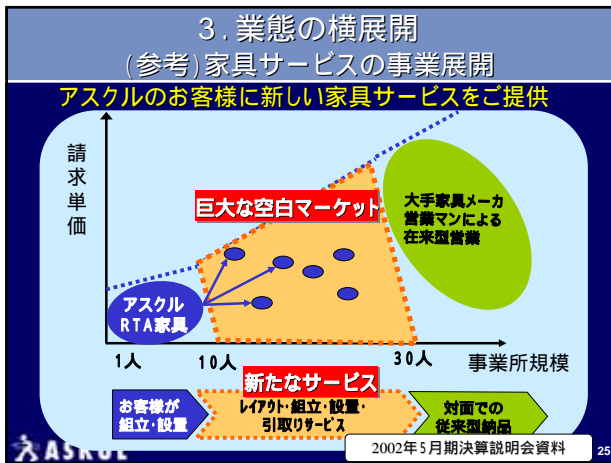 3．業態の横展開
(参考)家具サービスの事業展開
アスクルのお客様に新しい家具サービスをご提供
請求単価
巨大な空白マーケット
大手家具メーカ
営業マンによる
在来型営業
アスクル
RTA家具
1人
10人
30人
事業所規模
新たなサービス
お客様が
組立・設置
レイアウト・組立・設置・
引取りサービス
対面での
従来型納品
ASKUL
2002年5月期決算説明会資料
25